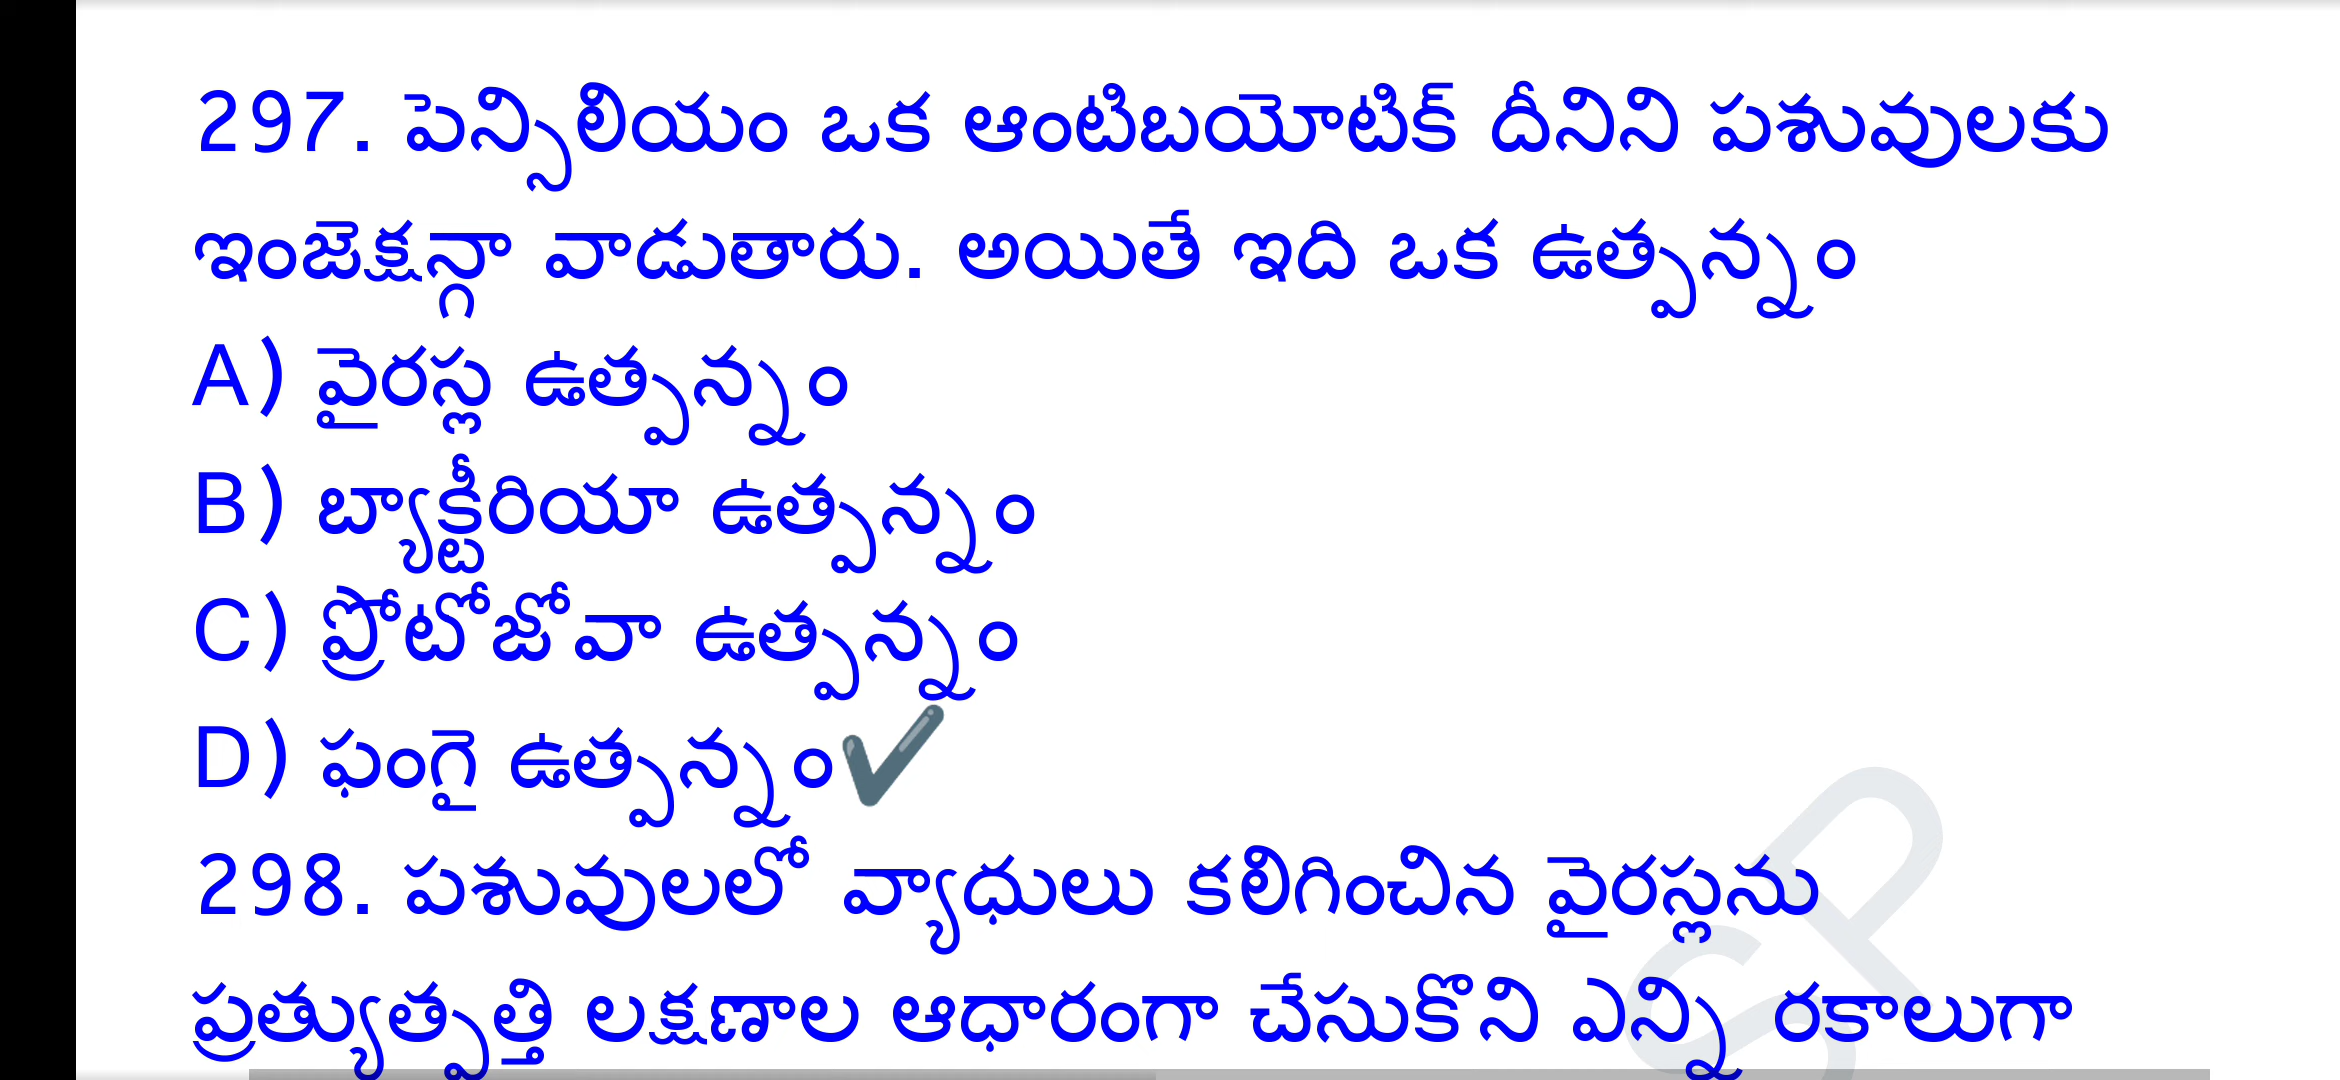 297. పెన్సిలియం ఒక ఆంటిబయోటిక్ దీనిని పశువులకు
ఇంజెక్షన్గా వాడుతారు. అయితే ఇది ఒక ఉత్పన్నం
A) వైరస్ల ఉత్పన్నం
B) బ్యాక్టీరియా ఉత్పన్నం
C) ప్రోటోజోవా ఉత్పన్నం
D) ఫంగై ఉత్పన్నం✔
298. పశువులలో వ్యాధులు కలిగించిన వైరస్లను
ప్రత్యుత్పత్తి లక్షణాల ఆధారంగా చేసుకొని ఎన్ని రకాలుగా